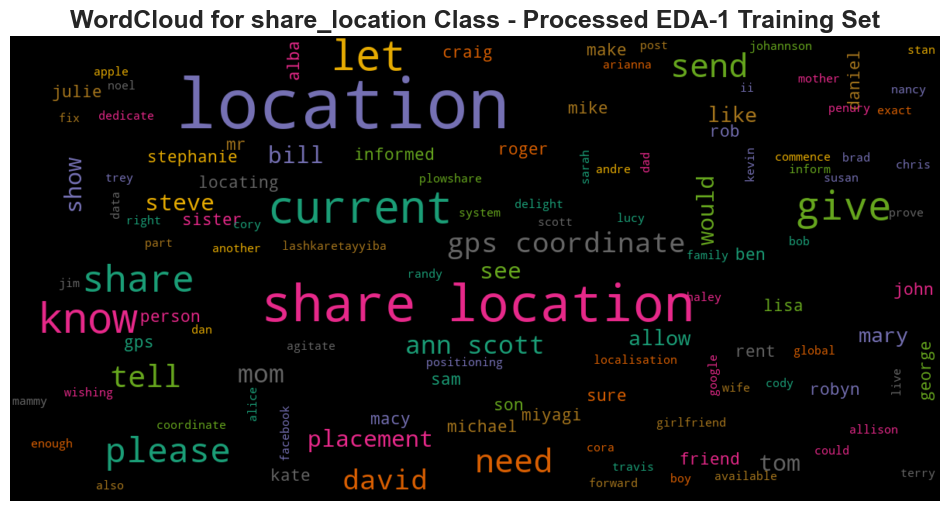 WordCloud for share_location Class - Processed EDA-1 Training Set
alba
let
craig
make
post
johannson
stan
arianna
apple
noel
julie
location
send
daniel
mother
nancy
ii
fix
dedicate
mike
like
pendry
exact
rob
mr
stephanie
bill
informed
roger
sarah
andre
dad
kevin
commence
brad
chris
inform
susan
show
trey
locating
plowshare
data
steve
current
system
delight
would
give
right
sister
cory
scott
lucy
prove
part
another
lashkaretayyiba
gps coordinate
bob
family
ben
jim
share
randy
see
haley
john
share location
lisa
know
person
dan
gps
agitate
ann scott
allow
mary
george
positioning
localisation
rent
global
tell
mom
sam
google
wife
cody
robyn
live
wishing
sure
mammy
alice
son
coordinate
facebook
macy
michael
miyagi
girlfriend
allison
enough
please
placement
cora
could
need
travis
friend
tom
terry
kate
david
forward
boy
available
also